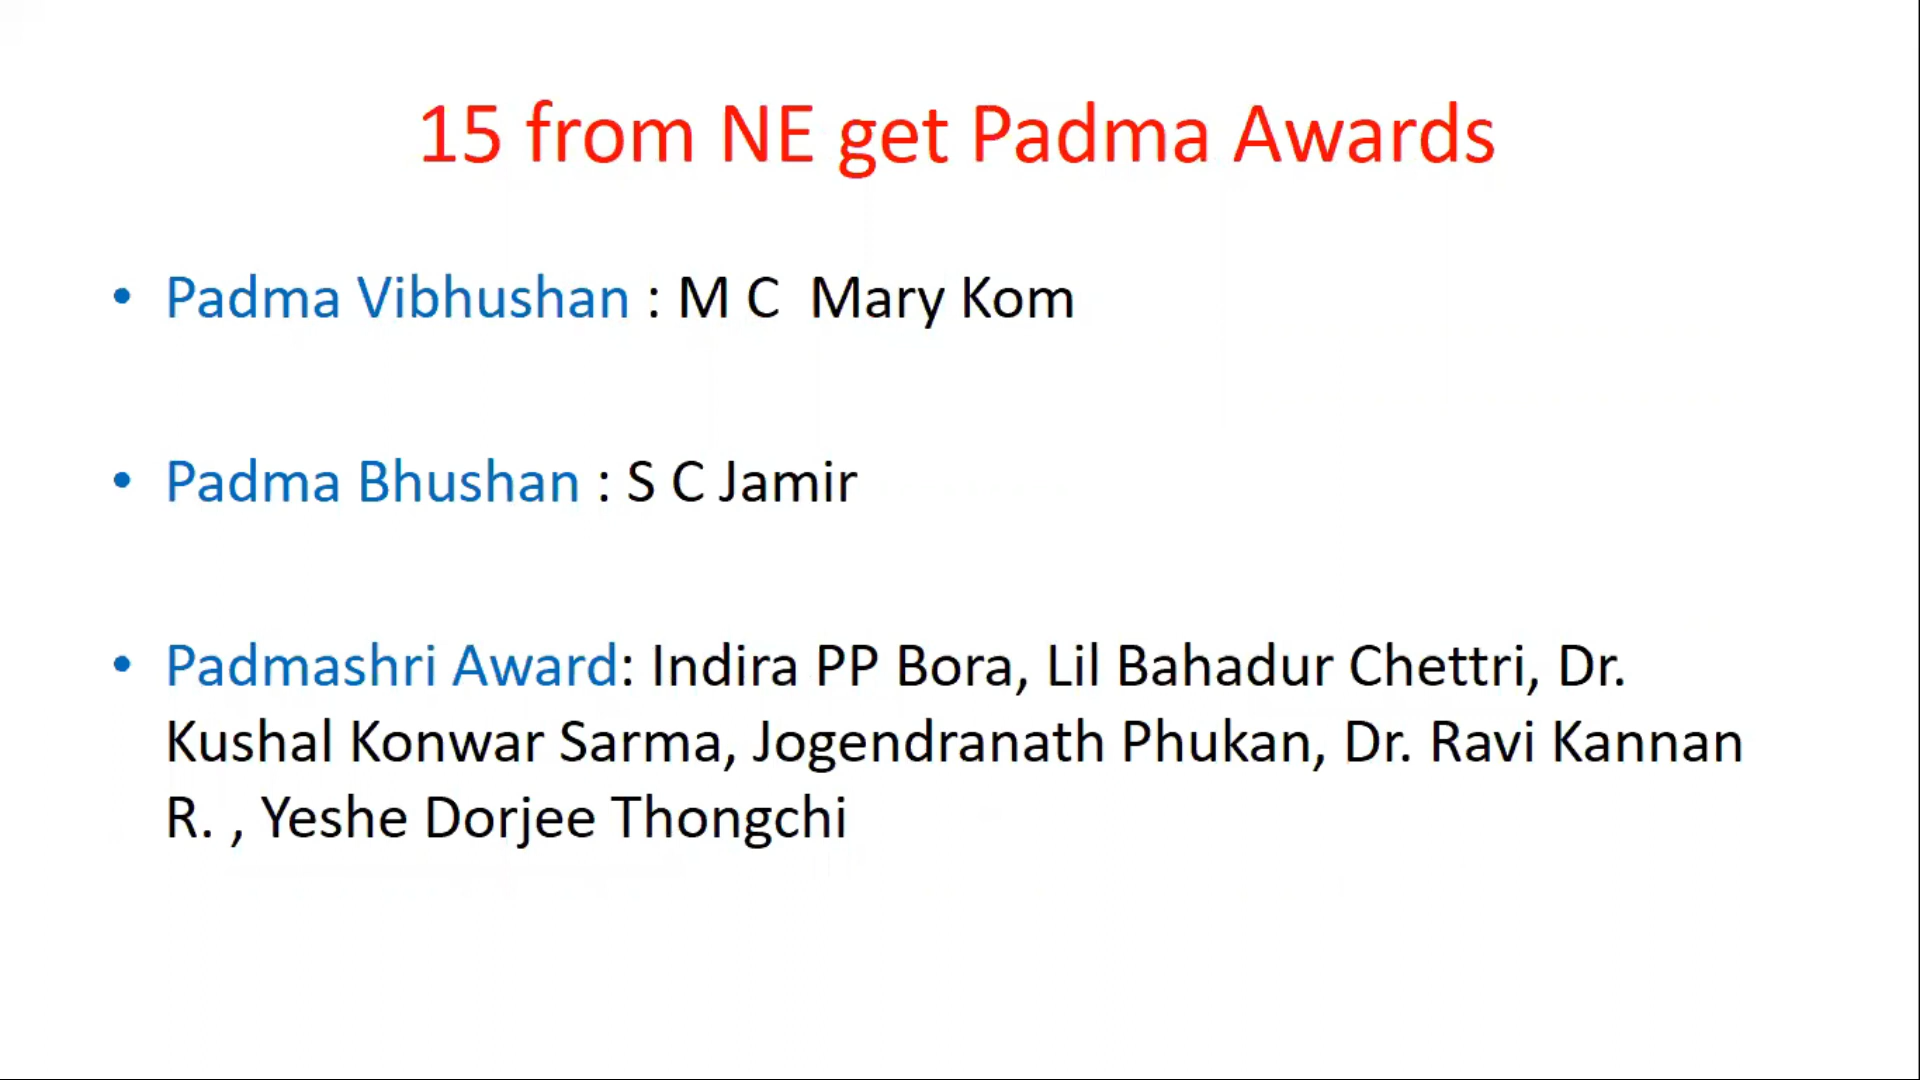 15 from NE get Padma Awards
• Padma Vibhushan : M C  Mary Kom
• Padma Bhushan : S C Jamir
• Padmashri Award: Indira PP Bora, Lil Bahadur Chettri, Dr.
Kushal Konwar Sarma, Jogendranath Phukan, Dr. Ravi Kannan
R. , Yeshe Dorjee Thongchi